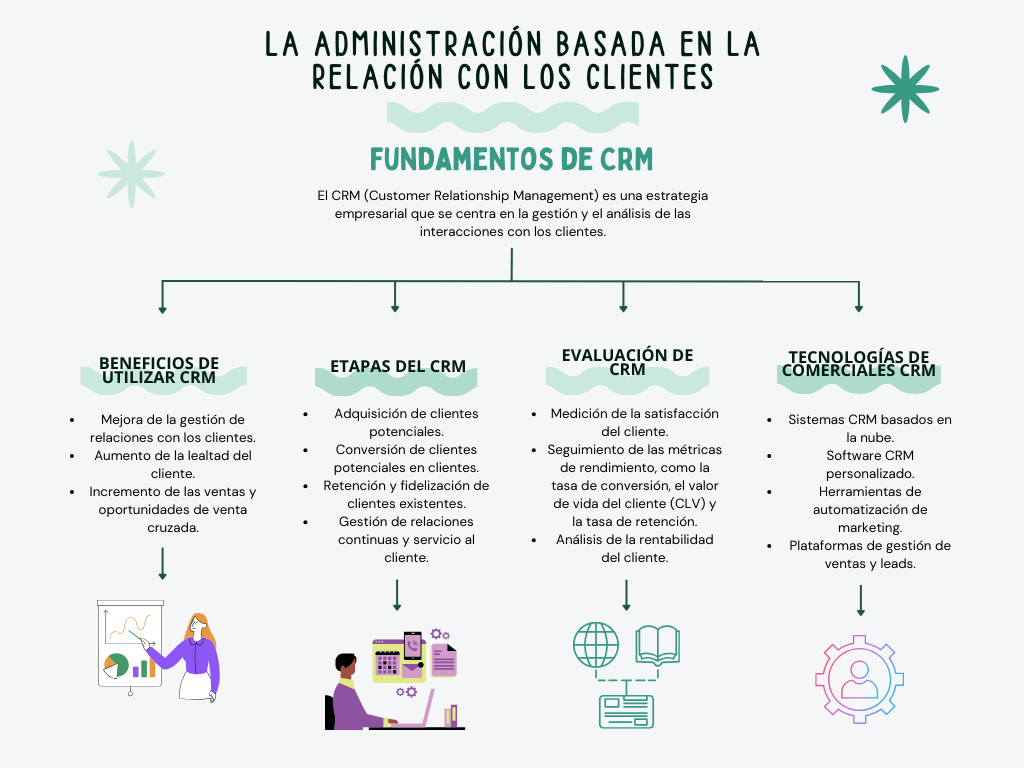 LA ADMINISTRACIÓN BASADA EN LA
RELACIÓN CON LOS CLIENTES
FUNDAMENTOS DE CRM
El CRM (Customer Relationship Management) es una estrategia
empresarial que se centra en la gestión y el análisis de las
interacciones con los clientes.
BENEFICIOS DE
UTILIZAR CRM
• Mejora de la gestión de
relaciones con los clientes.
• Aumento de la lealtad del
cliente.
• Incremento de las ventas y
oportunidades de venta
cruzada.
ETAPAS DEL CRM
• Adquisición de clientes
potenciales.
• Conversión de clientes
potenciales en clientes.
• Retención y fidelización de
clientes existentes.
• Gestión de relaciones
continuas y servicio al
cliente.
EVALUACIÓN DE
CRM
• Medición de la satisfacción
del cliente.
• Seguimiento de las métricas
de rendimiento, como la
tasa de conversión, el valor
de vida del cliente (CLV) y
la tasa de retención.
• Análisis de la rentabilidad
del cliente.
TECNOLOGÍAS DE
COMERCIALES CRM
• Sistemas CRM basados en
la nube.
• Software CRM
personalizado.
• Herramientas de
automatización de
marketing.
• Plataformas de gestión de
ventas y leads.